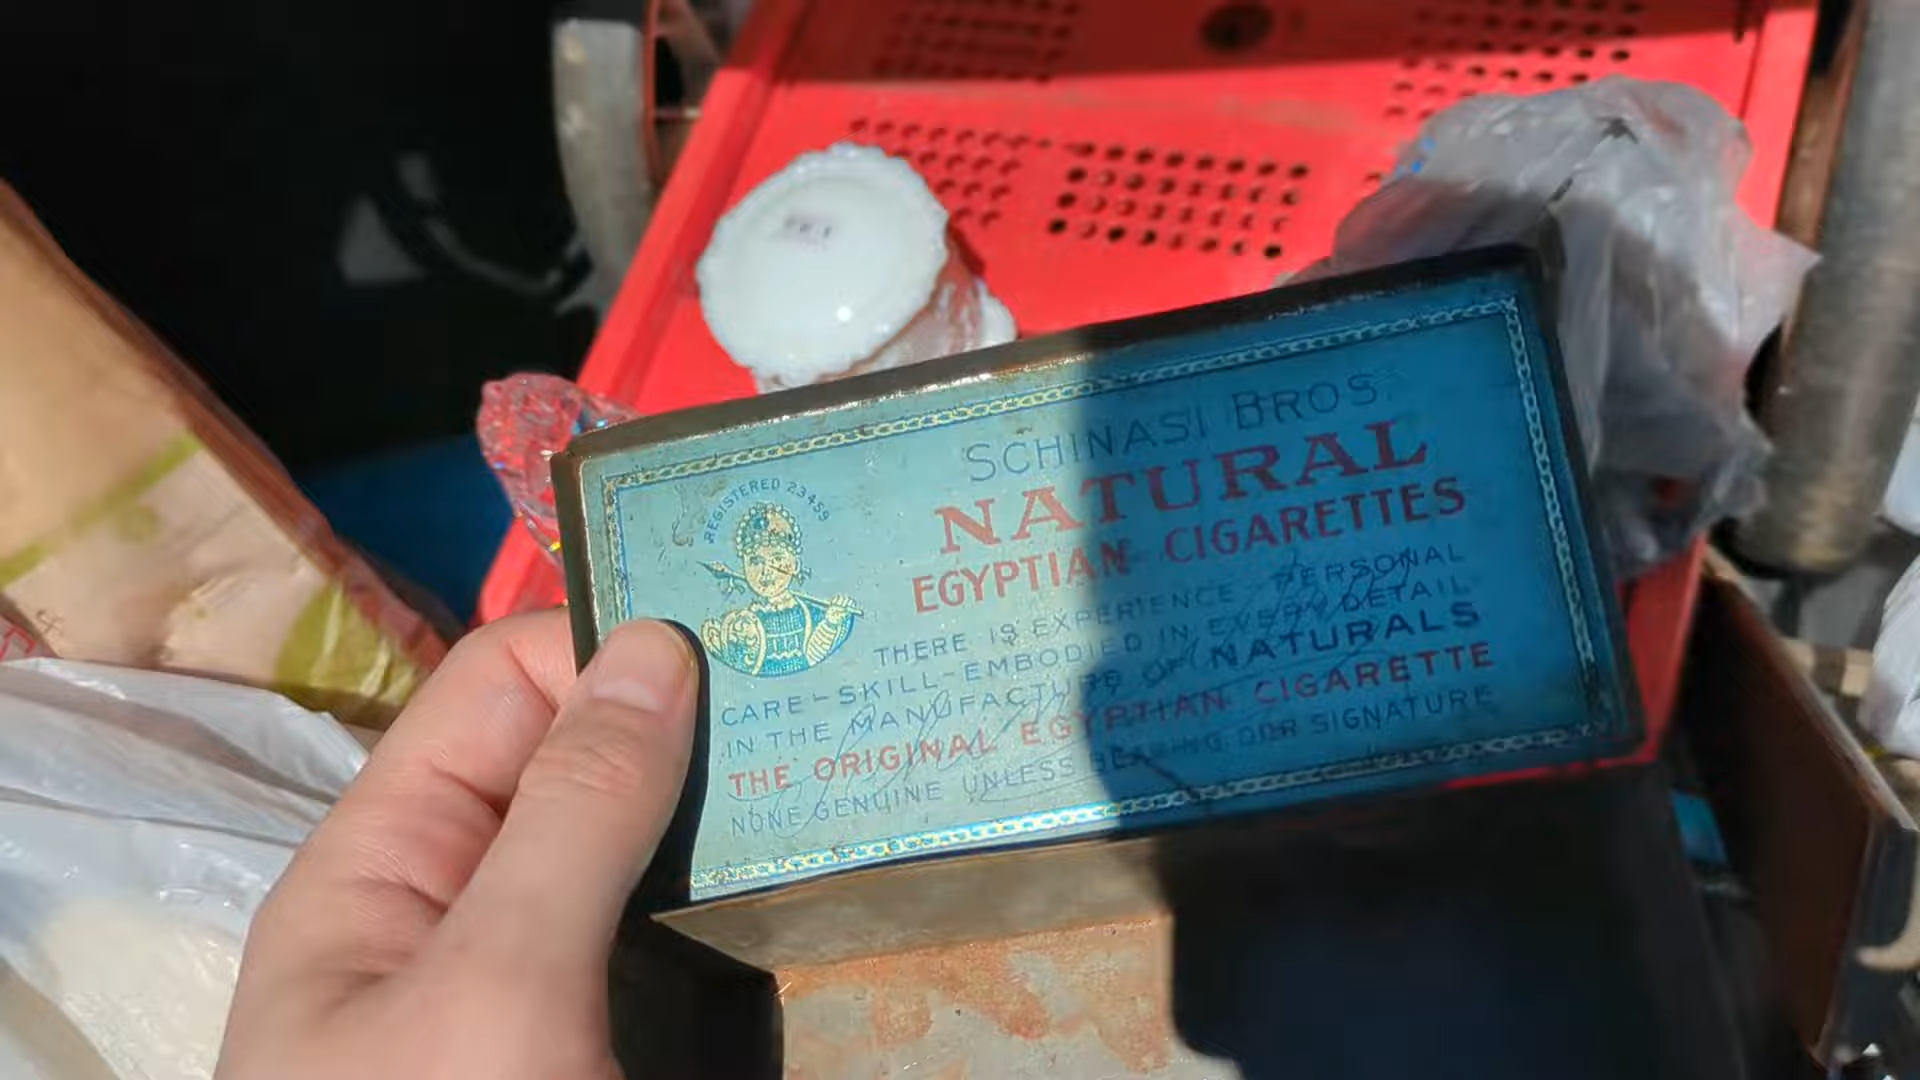 REGISTERED 23459
SCHINASI BROS.
NATURAL
EGYPTIAN CIGARETTES
THERE IS EXPERIENCE PERSONAL
CARE-SKILL-EMBODIED IN EVERY DETAIL
IN THE MANUFACTURE OF NATURALS
THE ORIGINAL EGYPTIAN CIGARETTE
NONE GENUINE UNLESS BEARING OUR SIGNATURE